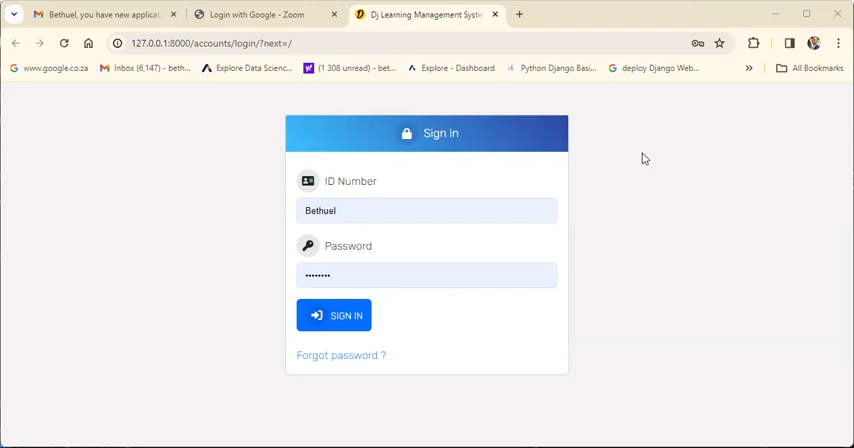 Bethuel, you have new applicati
Login with Google - Zoom
Dj Learning Management Syste
127.0.0.1:8000/accounts/login/?next=/
www.google.co.za
Inbox (6,147) - beth...
Explore Data Scienc...
(1 308 unread) - bet...
Explore - Dashboard
Python Django Basi...
deploy Django Web...
All Bookmarks
Sign in
ID Number
Bethuel
Password
••••••••
SIGN IN
Forgot password ?